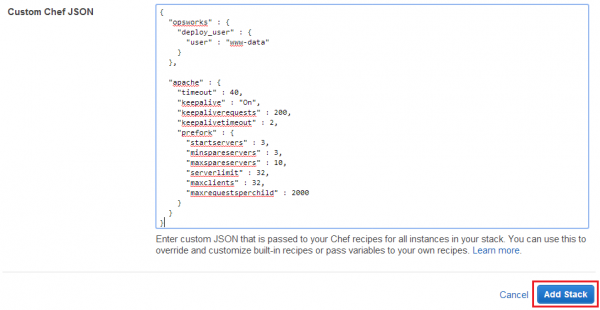 Custom Chef JSON
{
"opsworks" : {
"deploy_user" : {
"user" : "www-data"
}
},
"apache" : {
"timeout" : 40,
"keepalive" : "On",
"keepaliverequests" : 200,
"keepalivetimeout" : 2,
"prefork" : {
"startservers" : 3,
"minspareservers" : 3,
"maxspareservers" : 10,
"serverlimit" : 32,
"maxclients" : 32,
"maxrequestsperchild" : 2000
}
}
}
Enter custom JSON that is passed to your Chef recipes for all instances in your stack. You can use this to
override and customize built-in recipes or pass variables to your own recipes. Learn more.
Cancel Add Stack